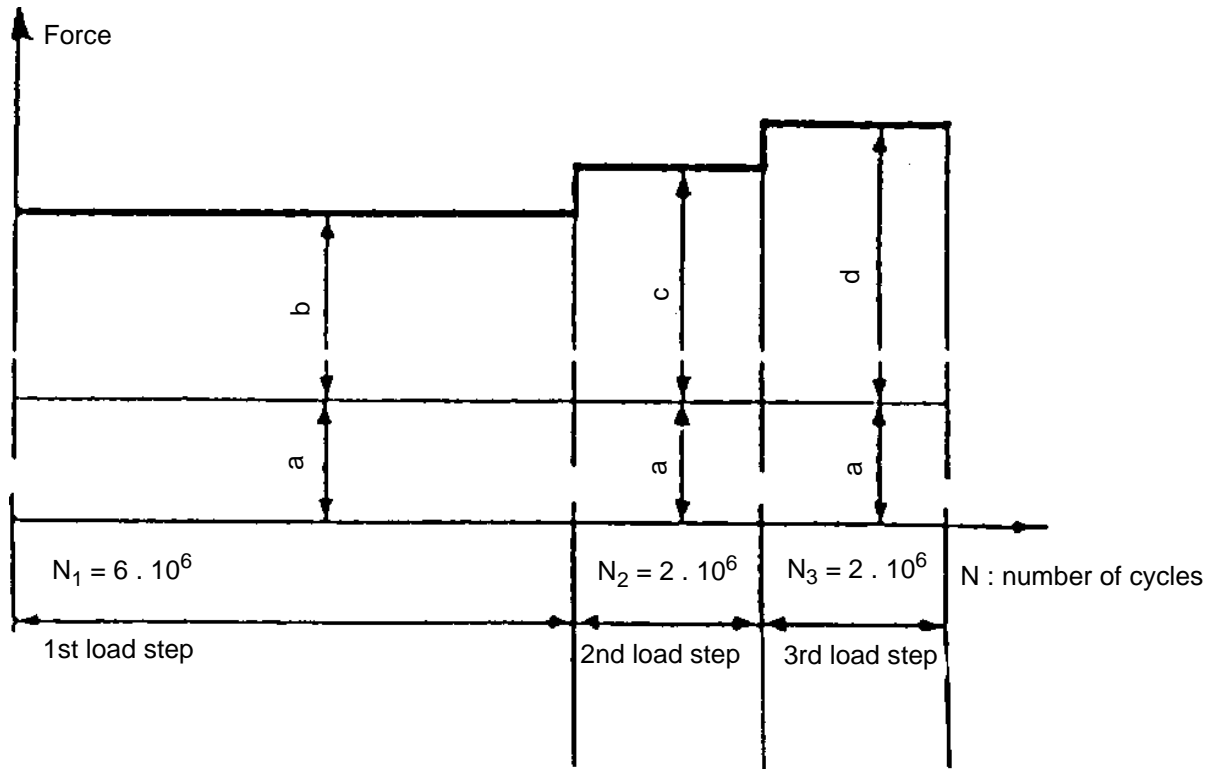 Force
b
c
d
a
a
a
N₁ = 6 . 10⁶
N₂ = 2 . 10⁶
N₃ = 2 . 10⁶
N : number of cycles
1st load step
2nd load step
3rd load step